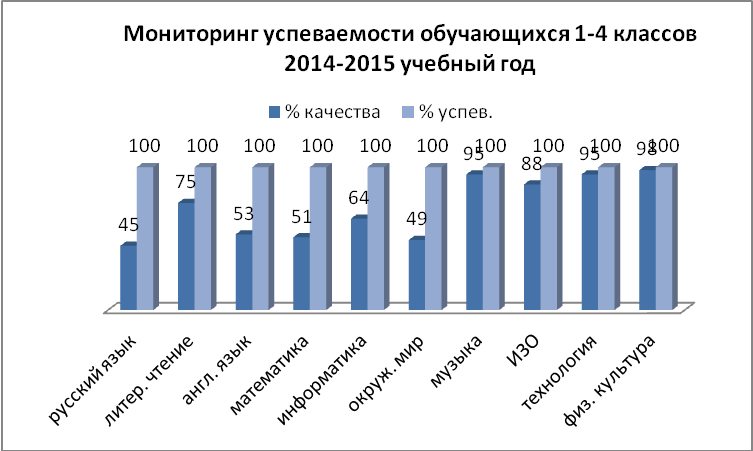 Мониторинг успеваемости обучающихся 1-4 классов
2014-2015 учебный год
% качества % успев.
100 100 100 100 100 100 100 100 100 100
45 75 53 51 64 49 95 88 95 98
русский язык
литер. чтение
англ. язык
математика
информатика
окруж. мир
музыка
ИЗО
технология
физ. культура